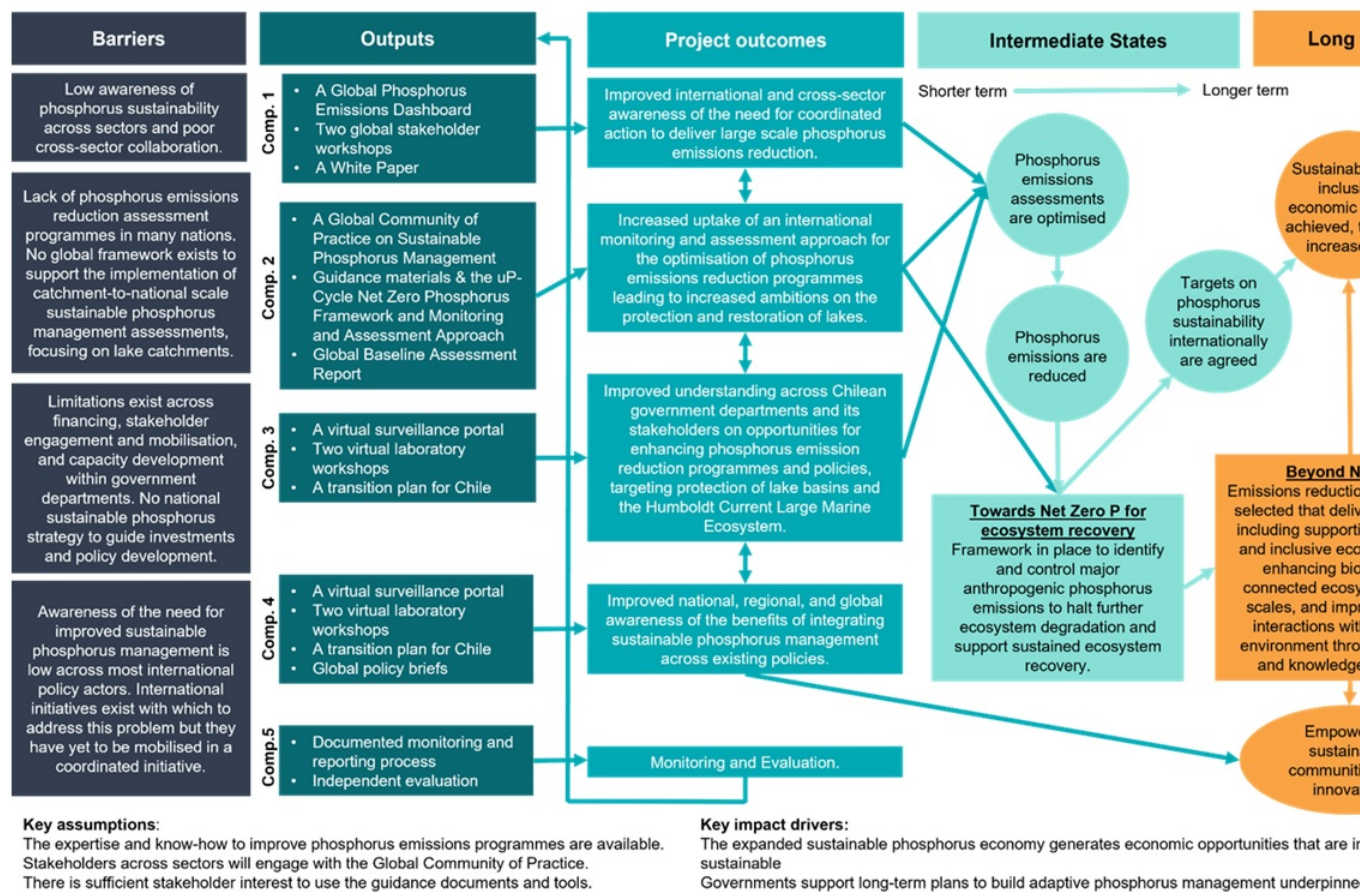 Barriers
Low awareness of
phosphorus sustainability
across sectors and poor
cross-sector collaboration.
Lack of phosphorus emissions
reduction assessment
programmes in many nations.
No global framework exists to
support the implementation of
catchment-to-national scale
sustainable phosphorus
management assessments,
focusing on lake catchments.
Limitations exist across
financing, stakeholder
engagement and mobilisation,
and capacity development
within government
departments. No national
sustainable phosphorus
strategy to guide investments
and policy development.
Awareness of the need for
improved sustainable
phosphorus management is
low across most international
policy actors. International
initiatives exist with which to
address this problem but they
have yet to be mobilised in a
coordinated initiative.
Outputs
Comp. 1
• A Global Phosphorus
Emissions Dashboard
• Two global stakeholder
workshops
• A White Paper
Comp. 2
• A Global Community of
Practice on Sustainable
Phosphorus Management
• Guidance materials & the uP-
Cycle Net Zero Phosphorus
Framework and Monitoring
and Assessment Approach
• Global Baseline Assessment
Report
Comp. 3
• A virtual surveillance portal
• Two virtual laboratory
workshops
• A transition plan for Chile
Comp. 4
• A virtual surveillance portal
• Two virtual laboratory
workshops
• A transition plan for Chile
• Global policy briefs
Comp.5
• Documented monitoring and
reporting process
• Independent evaluation
Project outcomes
Improved international and cross-sector
awareness of the need for coordinated
action to deliver large scale phosphorus
emissions reduction.
Increased uptake of an international
monitoring and assessment approach for
the optimisation of phosphorus
emissions reduction programmes
leading to increased ambitions on the
protection and restoration of lakes.
Improved understanding across Chilean
government departments and its
stakeholders on opportunities for
enhancing phosphorus emission
reduction programmes and policies,
targeting protection of lake basins and
the Humboldt Current Large Marine
Ecosystem.
Improved national, regional, and global
awareness of the benefits of integrating
sustainable phosphorus management
across existing policies.
Monitoring and Evaluation.
Intermediate States
Shorter term
Longer term
Phosphorus
emissions
assessments
are optimised
Phosphorus
emissions are
reduced
Targets on
phosphorus
sustainability
internationally
are agreed
Towards Net Zero P for
ecosystem recovery
Framework in place to identify
and control major
anthropogenic phosphorus
emissions to halt further
ecosystem degradation and
support sustained ecosystem
recovery.
Long
Sustainab
inclus
economic
achieved, t
increase
Beyond N
Emissions reduction
selected that deliv
including supporti
and inclusive eco
enhancing bio
connected ecosy
scales, and impr
interactions wit
environment thro
and knowledge
Empowe
sustain
communiti
innova
Key assumptions:
The expertise and know-how to improve phosphorus emissions programmes are available.
Stakeholders across sectors will engage with the Global Community of Practice.
There is sufficient stakeholder interest to use the guidance documents and tools.
Key impact drivers:
The expanded sustainable phosphorus economy generates economic opportunities that are in
sustainable
Governments support long-term plans to build adaptive phosphorus management underpinne